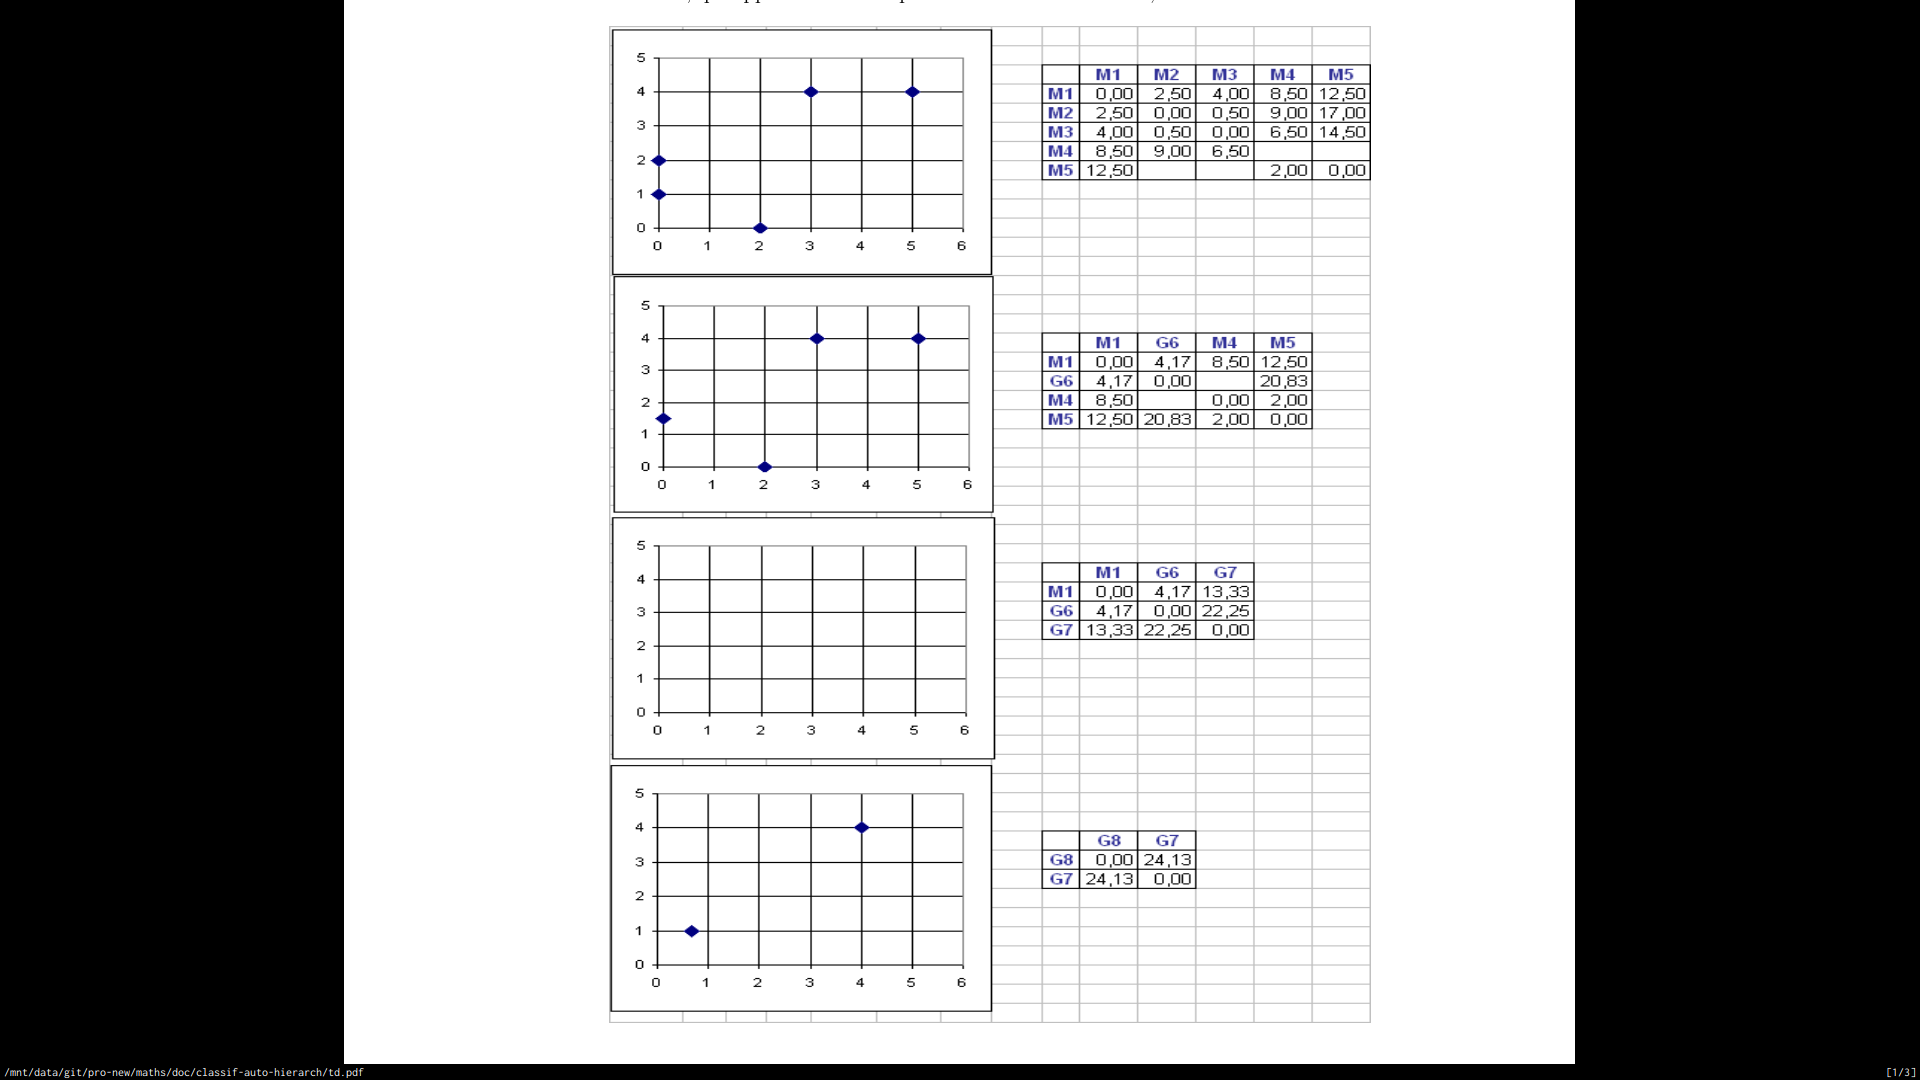 5
4
3
2
1
0
0 1 2 3 4 5 6
M1 M2 M3 M4 M5
M1 0,00 2,50 4,00 8,50 12,50
M2 2,50 0,00 0,50 9,00 17,00
M3 4,00 0,50 0,00 6,50 14,50
M4 8,50 9,00 6,50
M5 12,50 2,00 0,00
5
4
3
2
1
0
0 1 2 3 4 5 6
M1 G6 M4 M5
M1 0,00 4,17 8,50 12,50
G6 4,17 0,00 20,83
M4 8,50 0,00 2,00
M5 12,50 20,83 2,00 0,00
5
4
3
2
1
0
0 1 2 3 4 5 6
M1 G6 G7
M1 0,00 4,17 13,33
G6 4,17 0,00 22,25
G7 13,33 22,25 0,00
5
4
3
2
1
0
0 1 2 3 4 5 6
G8 G7
G8 0,00 24,13
G7 24,13 0,00
/mnt/data/git/pro-new/maths/doc/classif-auto-hierarch/td.pdf [1/3]